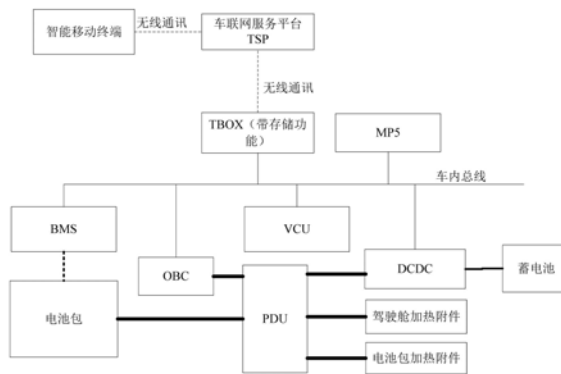 无线通讯
智能移动终端
车联网服务平台
TSP
无线通讯
TBOX（带存储功
能）
MP5
车内总线
BMS
VCU
OBC
DCDC
蓄电池
电池包
PDU
驾驶舱加热附件
电池包加热附件